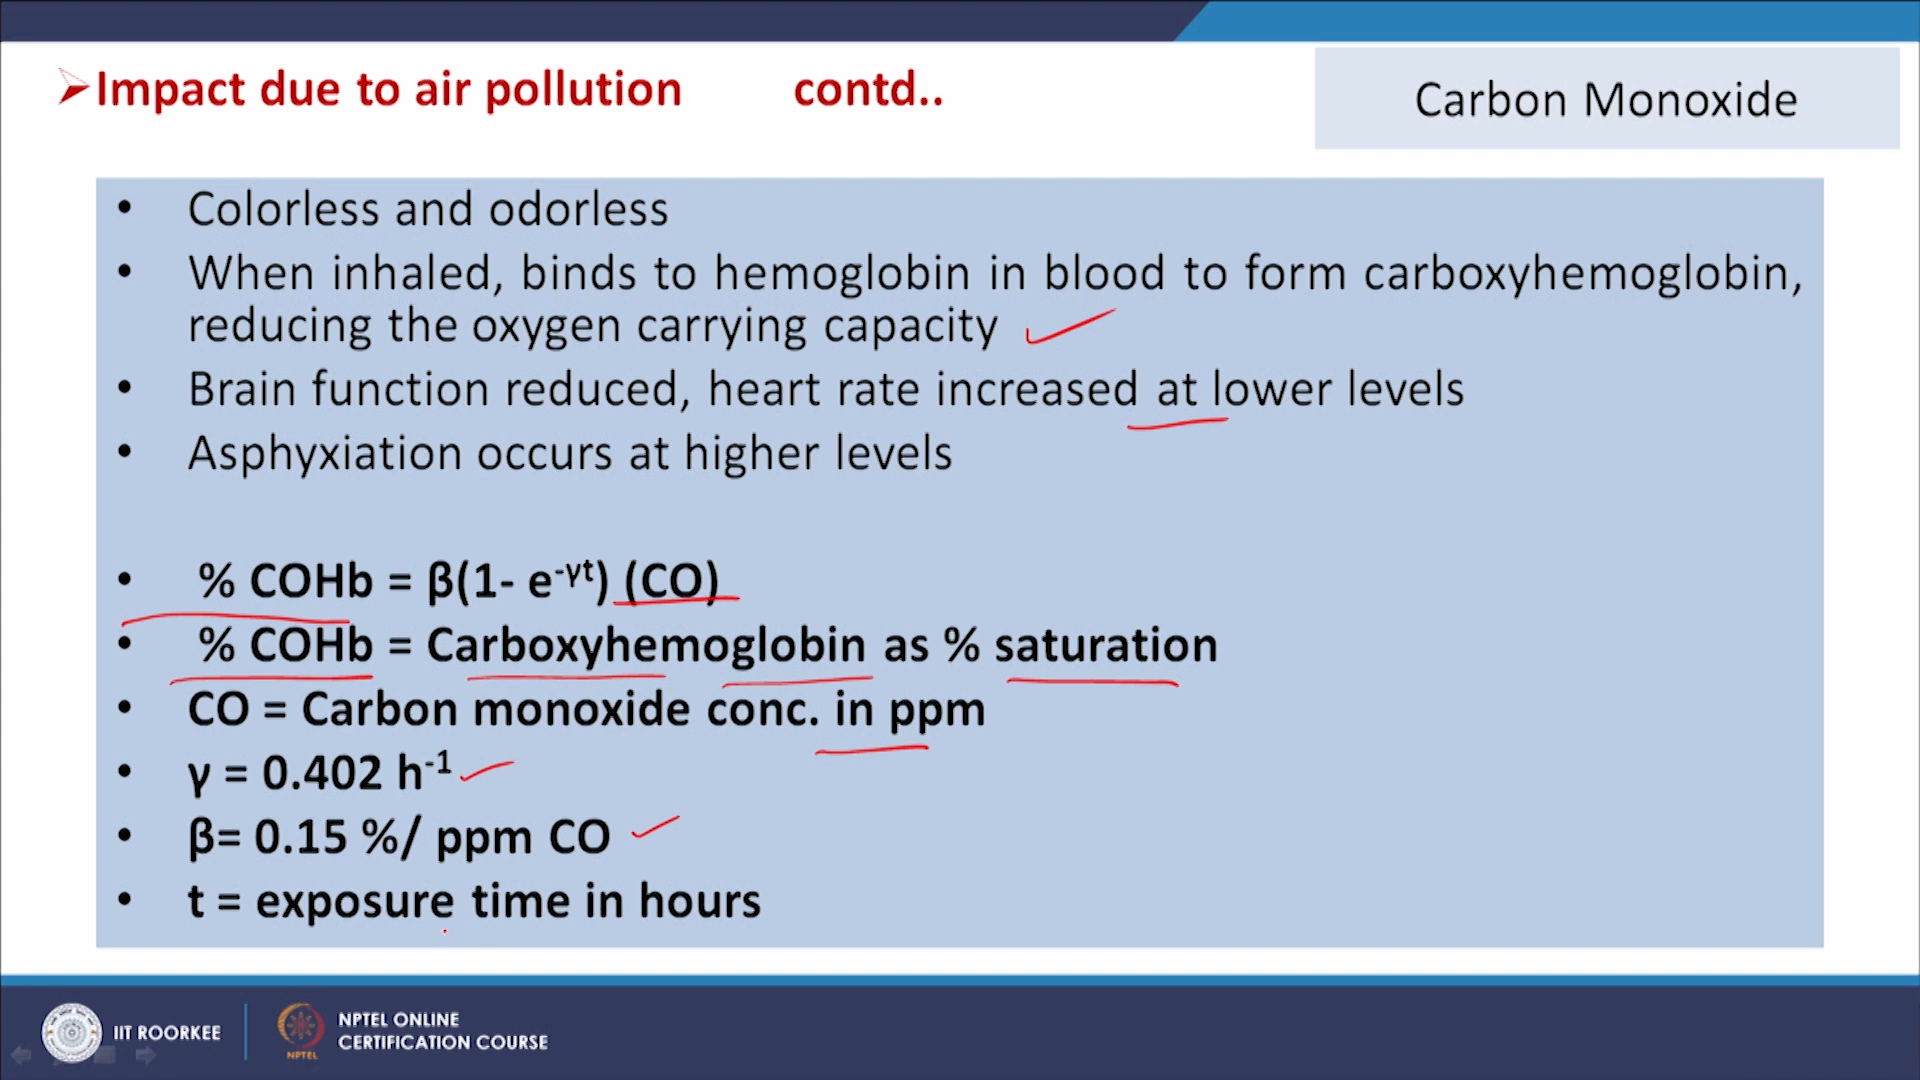 Impact due to air pollution contd..
Carbon Monoxide
• Colorless and odorless
• When inhaled, binds to hemoglobin in blood to form carboxyhemoglobin,
reducing the oxygen carrying capacity
• Brain function reduced, heart rate increased at lower levels
• Asphyxiation occurs at higher levels
• % COHb = β(1- e⁻ᵞᵗ) (CO)
• % COHb = Carboxyhemoglobin as % saturation
• CO = Carbon monoxide conc. in ppm
• γ = 0.402 h⁻¹
• β= 0.15 %/ ppm CO
• t = exposure time in hours
IIT ROORKEE
NPTEL
NPTEL ONLINE
CERTIFICATION COURSE